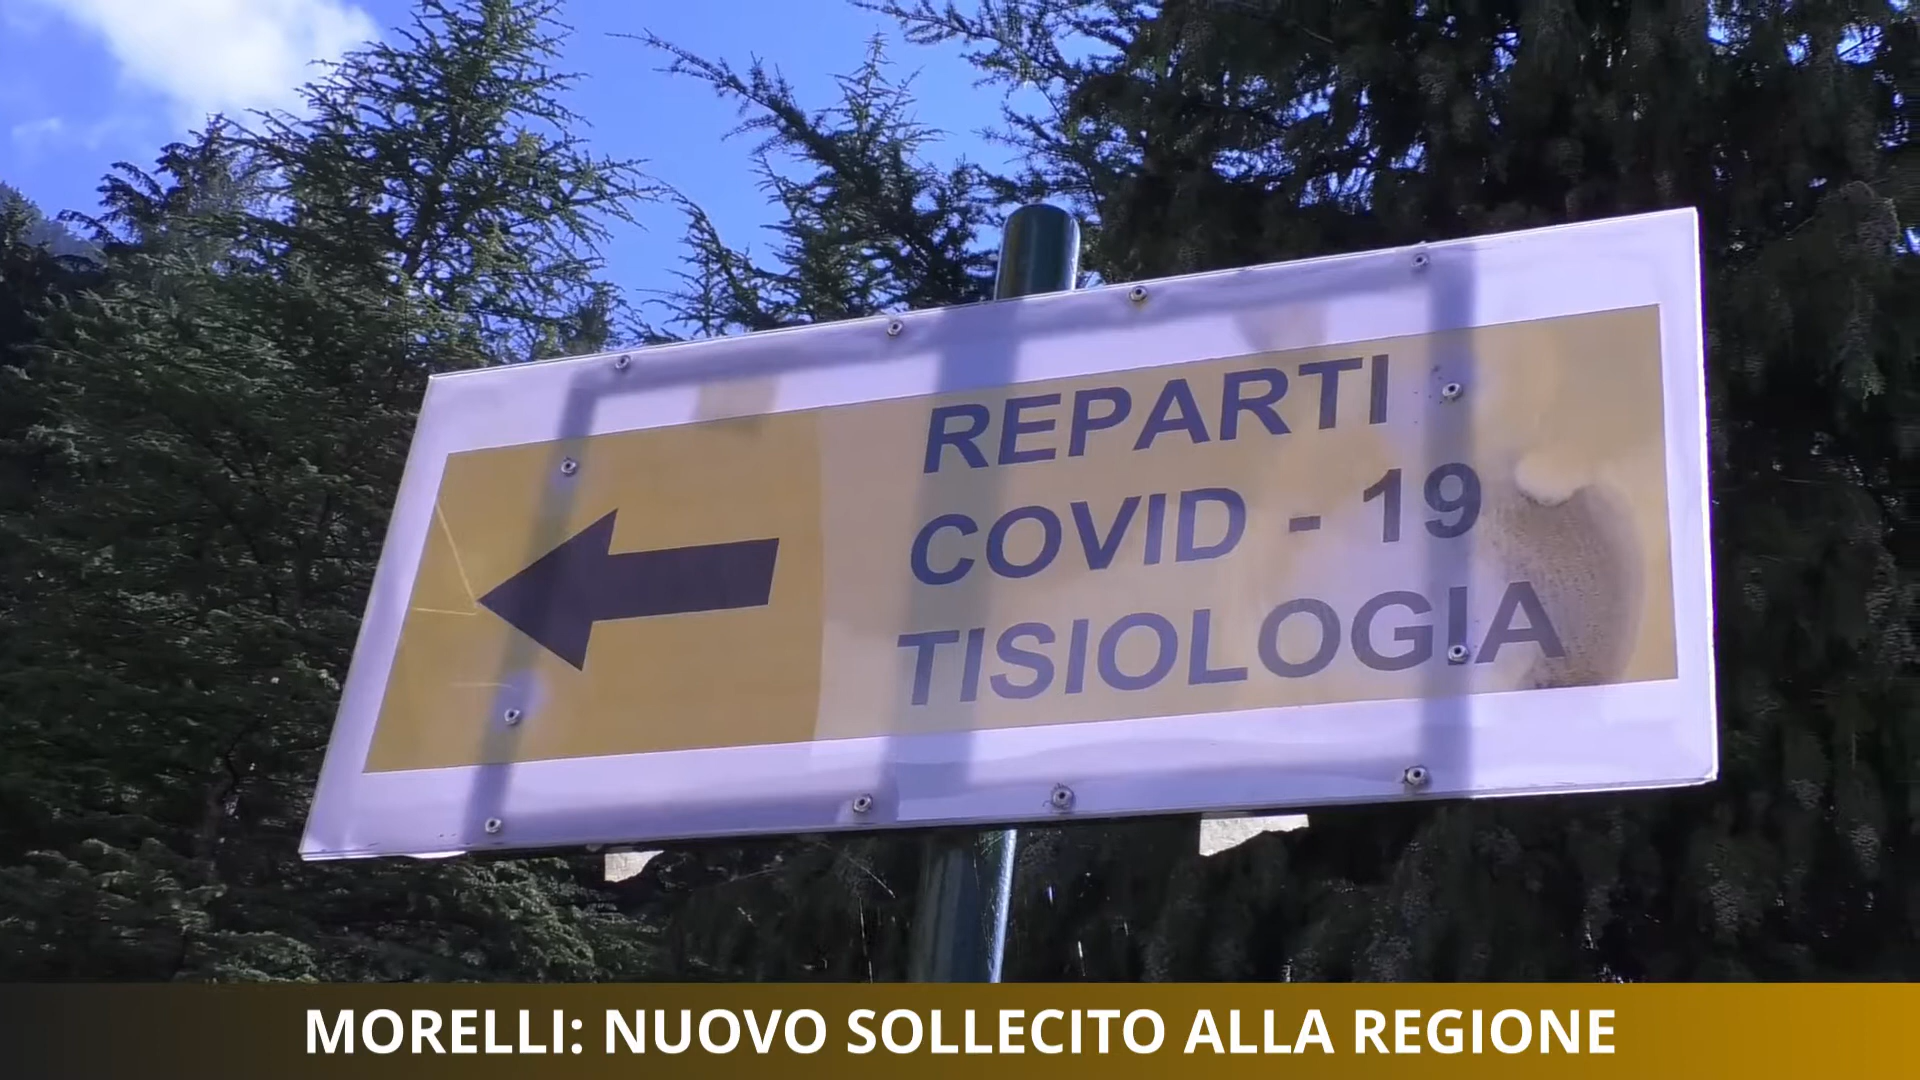 REPARTI
COVID - 19
TISIOLOGIA
MORELLI: NUOVO SOLLECITO ALLA REGIONE